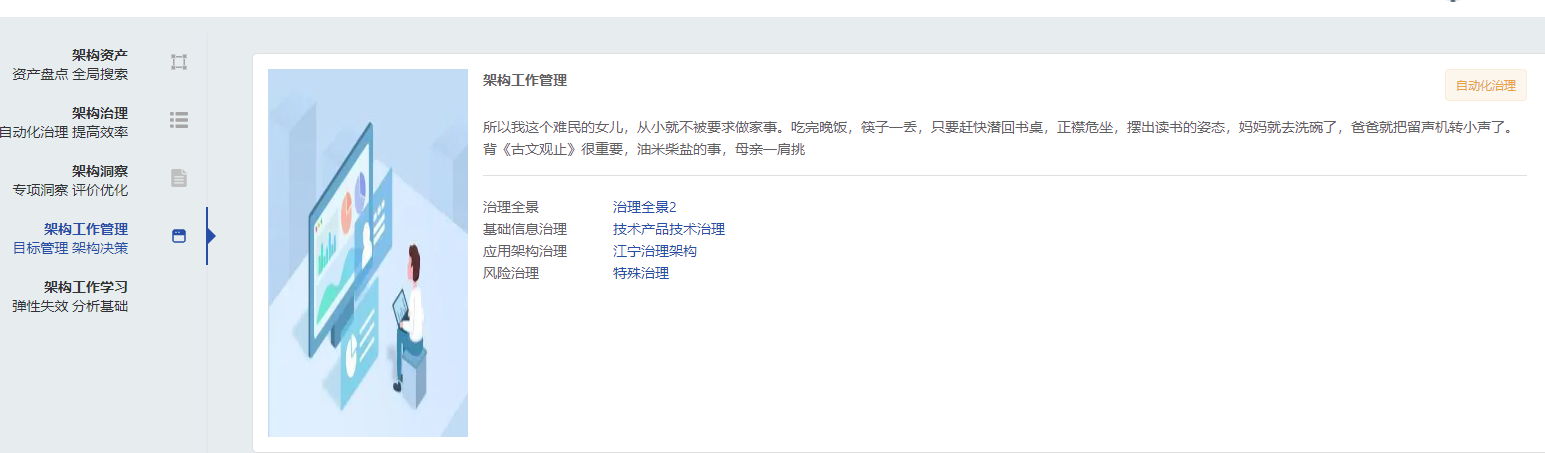 架构资产
资产盘点 全局搜索
架构治理
自动化治理 提高效率
架构洞察
专项洞察 评价优化
架构工作管理
目标管理 架构决策
架构工作学习
弹性失效 分析基础
架构工作管理
自动化治理
所以我这个难民的女儿，从小就不被要求做家事。吃完晚饭，筷子一丢，只要赶快潜回书桌，正襟危坐，摆出读书的姿态，妈妈就去洗碗了，爸爸就把留声机转小声了。
背《古文观止》很重要，油米柴盐的事，母亲一肩挑
治理全景 治理全景2
基础信息治理 技术产品技术治理
应用架构治理 江宁治理架构
风险治理 特殊治理